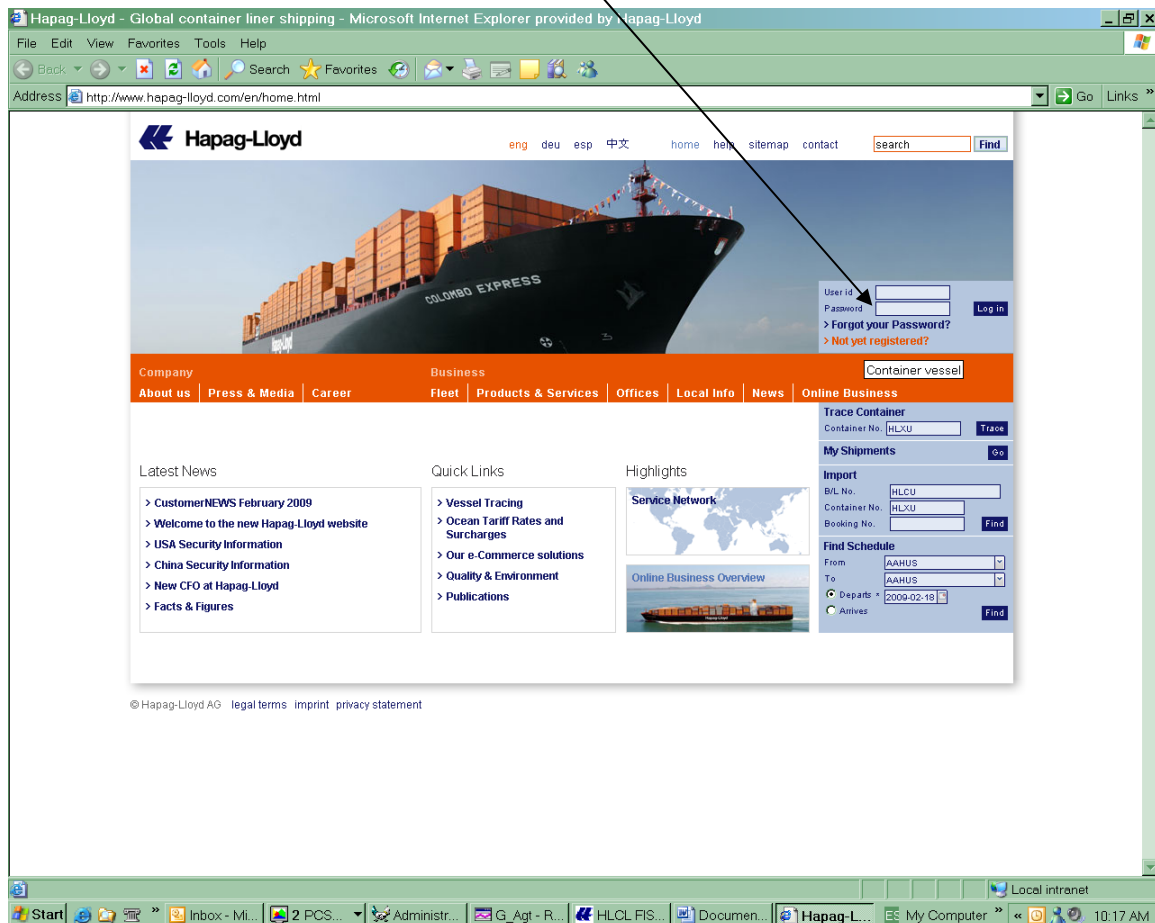 Hapag-Lloyd - Global container liner shipping - Microsoft Internet Explorer provided by Hapag-Lloyd
File Edit View Favorites Tools Help
Back Search Favorites
Address http://www.hapag-lloyd.com/en/home.html Go Links »
Hapag-Lloyd eng deu esp 中文 home help sitemap contact search Find
COLOMBO EXPRESS
Hapag-Lloyd
User id
Password Log in
> Forgot your Password?
> Not yet registered?
Container vessel
Company Business
About us Press & Media Career Fleet Products & Services Offices Local Info News Online Business
Trace Container
Container No. HLXU Trace
My Shipments Go
Import
B/L No. HLCU
Container No. HLXU
Booking No. Find
Find Schedule
From AAHUS
To AAHUS
Departs * 2009-02-18
Arrives Find
Latest News
> CustomerNEWS February 2009
> Welcome to the new Hapag-Lloyd website
> USA Security Information
> China Security Information
> New CFO at Hapag-Lloyd
> Facts & Figures
Quick Links
> Vessel Tracing
> Ocean Tariff Rates and
Surcharges
> Our e-Commerce solutions
> Quality & Environment
> Publications
Highlights
Service Network
Online Business Overview
© Hapag-Lloyd AG legal terms imprint privacy statement
Local intranet
Start » Inbox - Mi... 2 PCS... Administr... G_Agt - R... HLCL FIS... Documen... Hapag-L... My Computer » « 10:17 AM